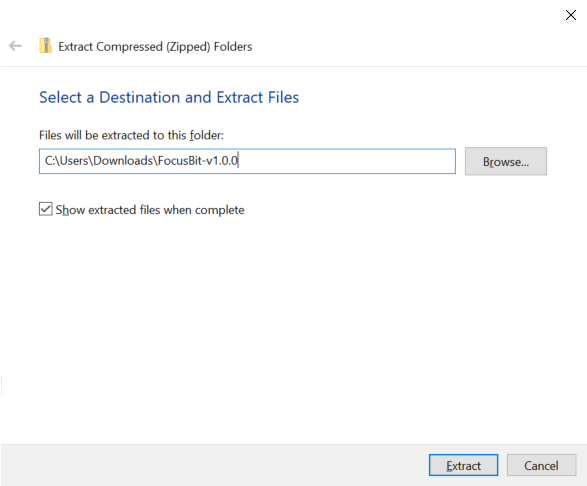 Extract Compressed (Zipped) Folders
Select a Destination and Extract Files
Files will be extracted to this folder:
C:\Users\Downloads\FocusBit-v1.0.0
Browse...
Show extracted files when complete
Extract
Cancel